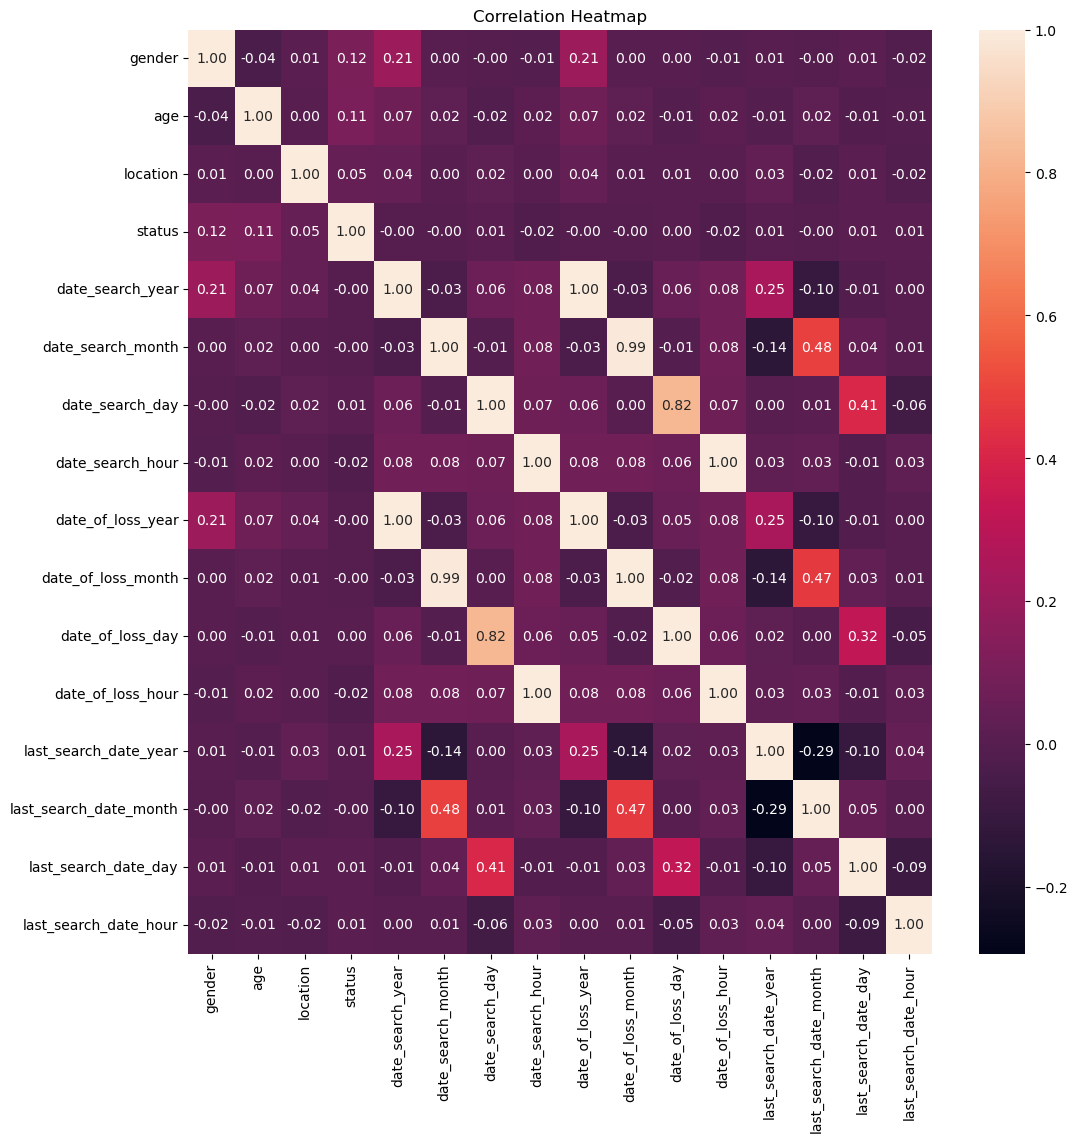 Correlation Heatmap
gender 1.00 -0.04 0.01 0.12 0.21 0.00 -0.00 -0.01 0.21 0.00 0.00 -0.01 0.01 -0.00 0.01 -0.02
age -0.04 1.00 0.00 0.11 0.07 0.02 -0.02 0.02 0.07 0.02 -0.01 0.02 -0.01 0.02 -0.01 -0.01
location 0.01 0.00 1.00 0.05 0.04 0.00 0.02 0.00 0.04 0.01 0.01 0.00 0.03 -0.02 0.01 -0.02
status 0.12 0.11 0.05 1.00 -0.00 -0.00 0.01 -0.02 -0.00 -0.00 0.00 -0.02 0.01 -0.00 0.01 0.01
date_search_year 0.21 0.07 0.04 -0.00 1.00 -0.03 0.06 0.08 1.00 -0.03 0.06 0.08 0.25 -0.10 -0.01 0.00
date_search_month 0.00 0.02 0.00 -0.00 -0.03 1.00 -0.01 0.08 -0.03 0.99 -0.01 0.08 -0.14 0.48 0.04 0.01
date_search_day -0.00 -0.02 0.02 0.01 0.06 -0.01 1.00 0.07 0.06 0.00 0.82 0.07 0.00 0.01 0.41 -0.06
date_search_hour -0.01 0.02 0.00 -0.02 0.08 0.08 0.07 1.00 0.08 0.08 0.06 1.00 0.03 0.03 -0.01 0.03
date_of_loss_year 0.21 0.07 0.04 -0.00 1.00 -0.03 0.06 0.08 1.00 -0.03 0.05 0.08 0.25 -0.10 -0.01 0.00
date_of_loss_month 0.00 0.02 0.01 -0.00 -0.03 0.99 0.00 0.08 -0.03 1.00 -0.02 0.08 -0.14 0.47 0.03 0.01
date_of_loss_day 0.00 -0.01 0.01 0.00 0.06 -0.01 0.82 0.06 0.05 -0.02 1.00 0.06 0.02 0.00 0.32 -0.05
date_of_loss_hour -0.01 0.02 0.00 -0.02 0.08 0.08 0.07 1.00 0.08 0.08 0.06 1.00 0.03 0.03 -0.01 0.03
last_search_date_year 0.01 -0.01 0.03 0.01 0.25 -0.14 0.00 0.03 0.25 -0.14 0.02 0.03 1.00 -0.29 -0.10 0.04
last_search_date_month -0.00 0.02 -0.02 -0.00 -0.10 0.48 0.01 0.03 -0.10 0.47 0.00 0.03 -0.29 1.00 0.05 0.00
last_search_date_day 0.01 -0.01 0.01 0.01 -0.01 0.04 0.41 -0.01 -0.01 0.03 0.32 -0.01 -0.10 0.05 1.00 -0.09
last_search_date_hour -0.02 -0.01 -0.02 0.01 0.00 0.01 -0.06 0.03 0.00 0.01 -0.05 0.03 0.04 0.00 -0.09 1.00
gender
age
location
status
date_search_year
date_search_month
date_search_day
date_search_hour
date_of_loss_year
date_of_loss_month
date_of_loss_day
date_of_loss_hour
last_search_date_year
last_search_date_month
last_search_date_day
last_search_date_hour
1.0
0.8
0.6
0.4
0.2
0.0
−0.2